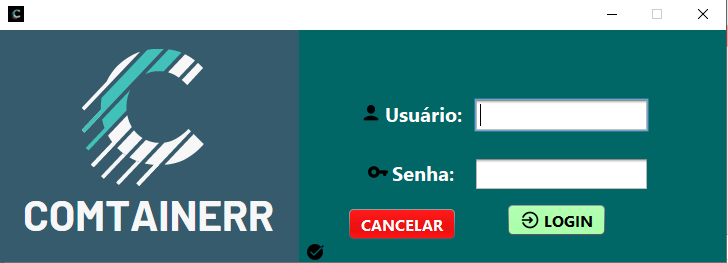 COMTAINERR
Usuário:
Senha:
CANCELAR
LOGIN